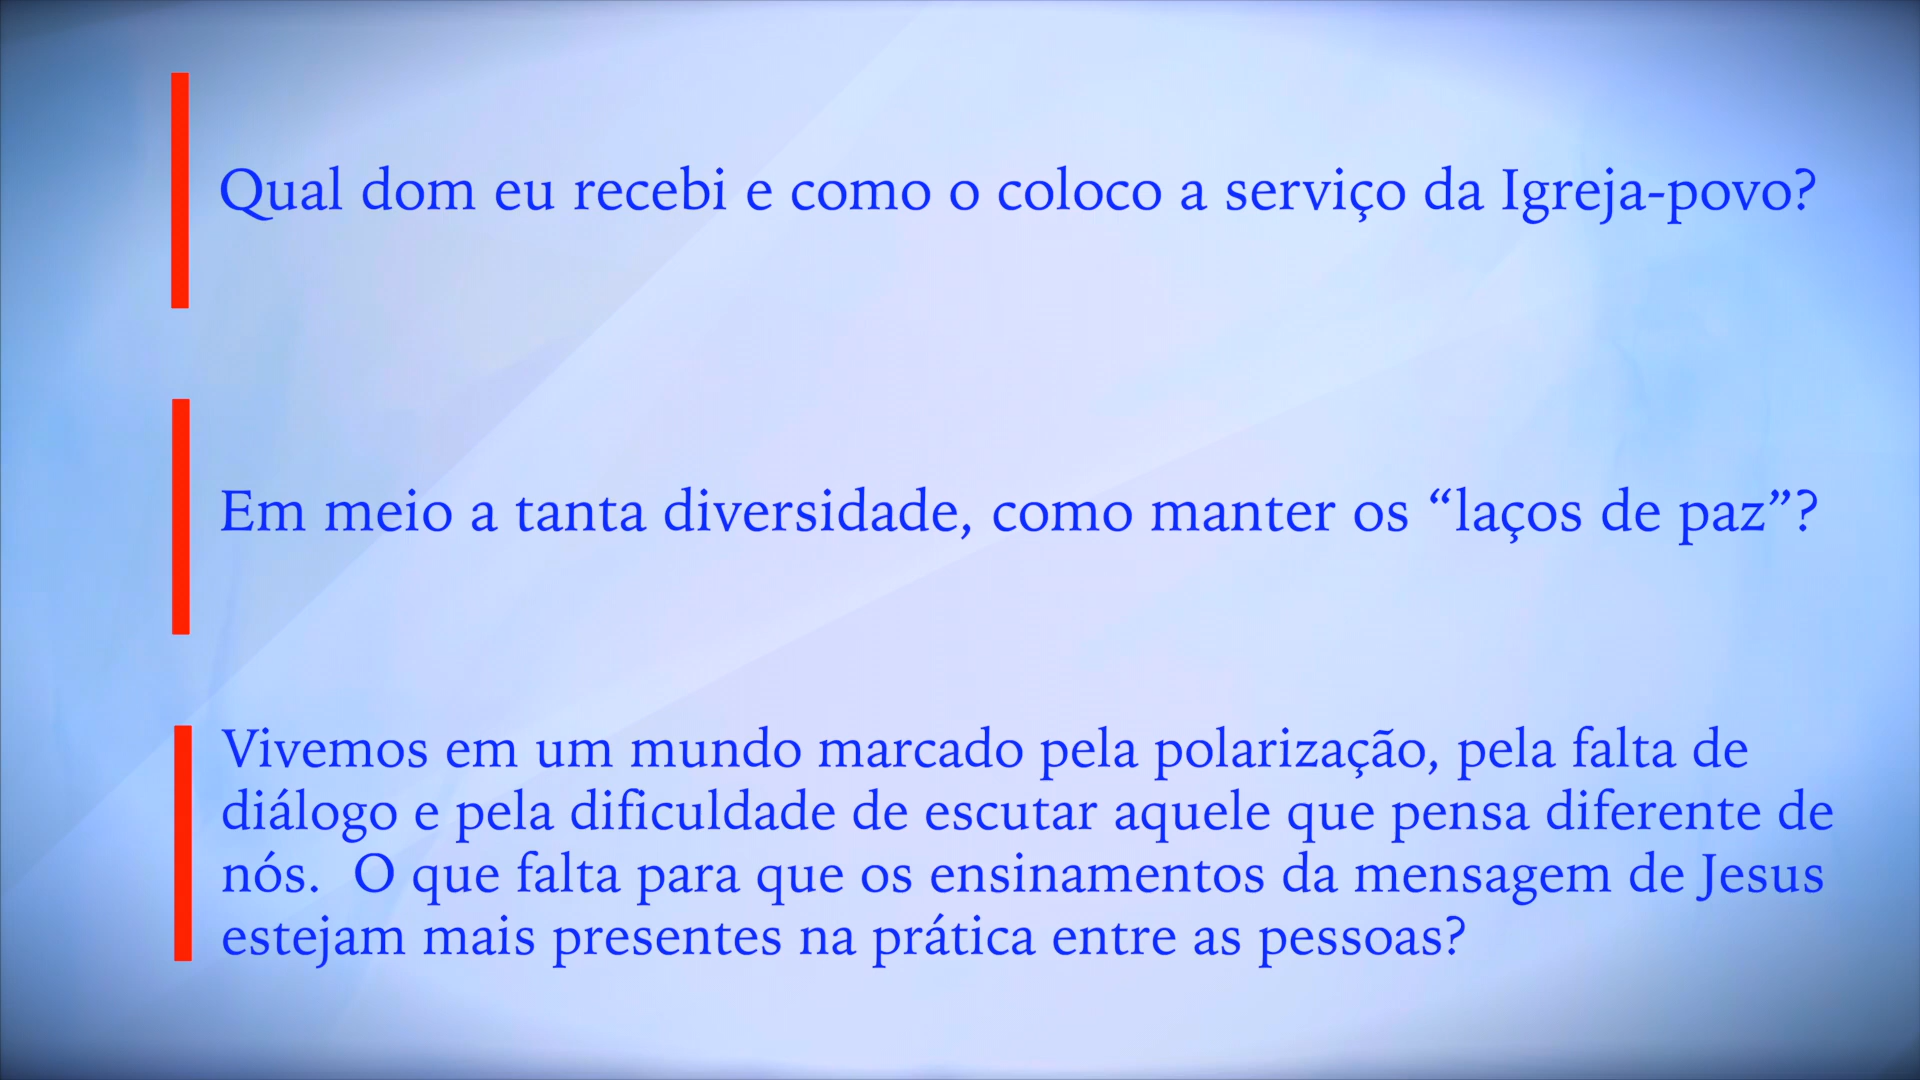 Qual dom eu recebi e como o coloco a serviço da Igreja-povo?
Em meio a tanta diversidade, como manter os “laços de paz”?
Vivemos em um mundo marcado pela polarização, pela falta de
diálogo e pela dificuldade de escutar aquele que pensa diferente de
nós.  O que falta para que os ensinamentos da mensagem de Jesus
estejam mais presentes na prática entre as pessoas?